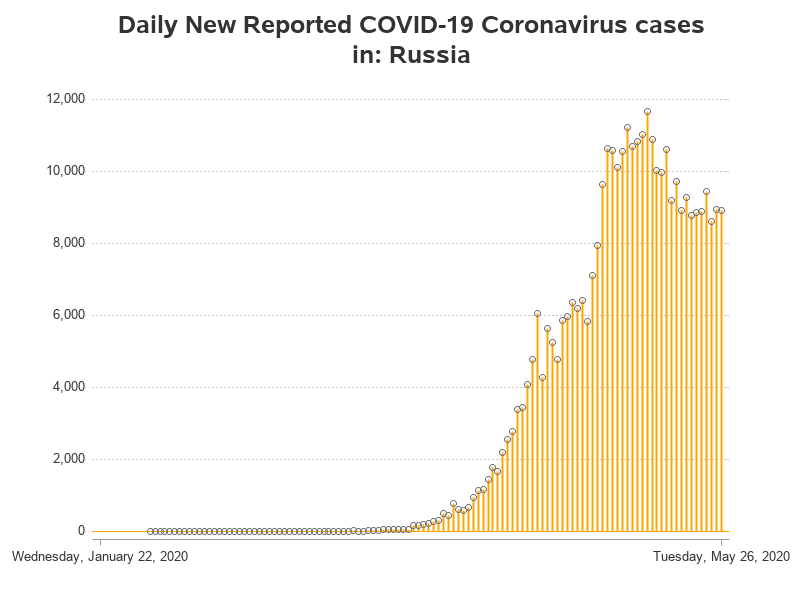 Daily New Reported COVID-19 Coronavirus cases
in: Russia
12,000
10,000
8,000
6,000
4,000
2,000
0
Wednesday, January 22, 2020
Tuesday, May 26, 2020